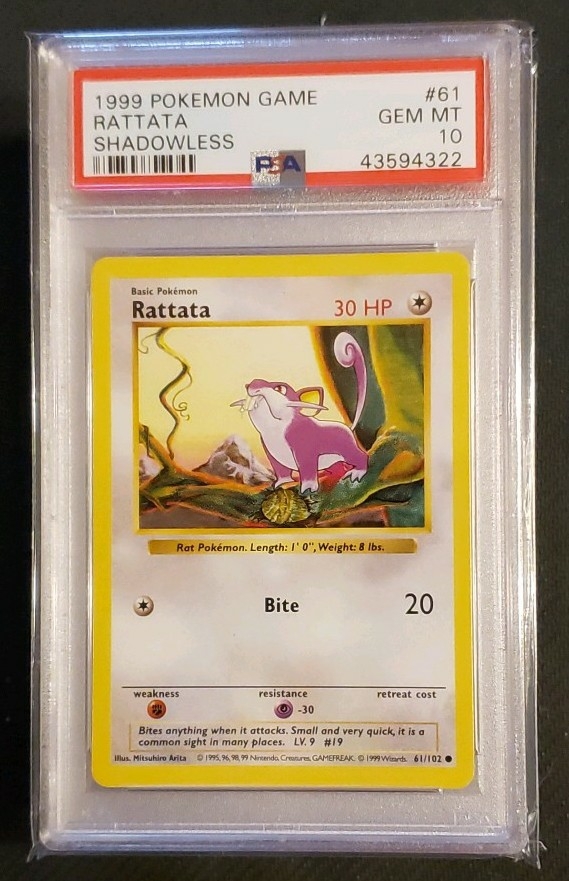 1999 POKEMON GAME #61
RATTATA GEM MT
SHADOWLESS 10
PSA 43594322
Basic Pokémon
Rattata 30 HP
Rat Pokémon. Length: 1' 0", Weight: 8 lbs.
Bite 20
weakness resistance retreat cost
-30
Bites anything when it attacks. Small and very quick, it is a
common sight in many places. LV. 9 #19
Illus. Mitsuhiro Arita © 1995, 96, 98, 99 Nintendo, Creatures, GAMEFREAK. © 1999 Wizards. 61/102